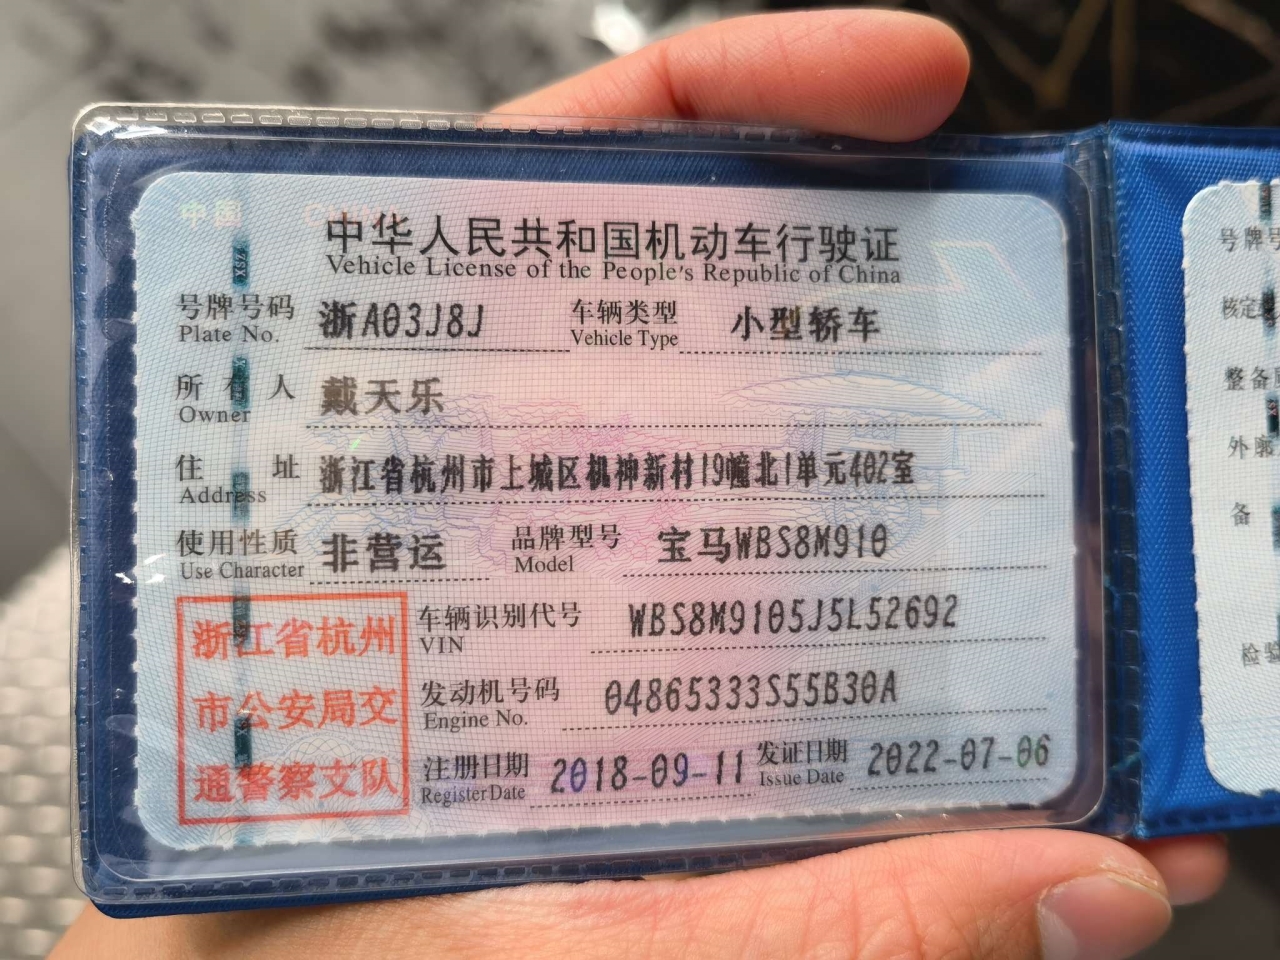 中国 CHINA
中华人民共和国机动车行驶证
Vehicle License of the People's Republic of China
号牌号码 浙A03J8J 车辆类型 小型轿车
Plate No. Vehicle Type
所有人 戴天乐
Owner
住址 浙江省杭州市上城区机神新村19幢北1单元402室
Address
使用性质 非营运 品牌型号 宝马WBS8M910
Use Character Model
浙江省杭州
市公安局交
通警察支队
车辆识别代号 WBS8M9105J5L52692
VIN
发动机号码 04865333S55B30A
Engine No.
注册日期 2018-09-11 发证日期 2022-07-06
Register Date Issue Date
号牌号
核定
整备
外廓
备
检验